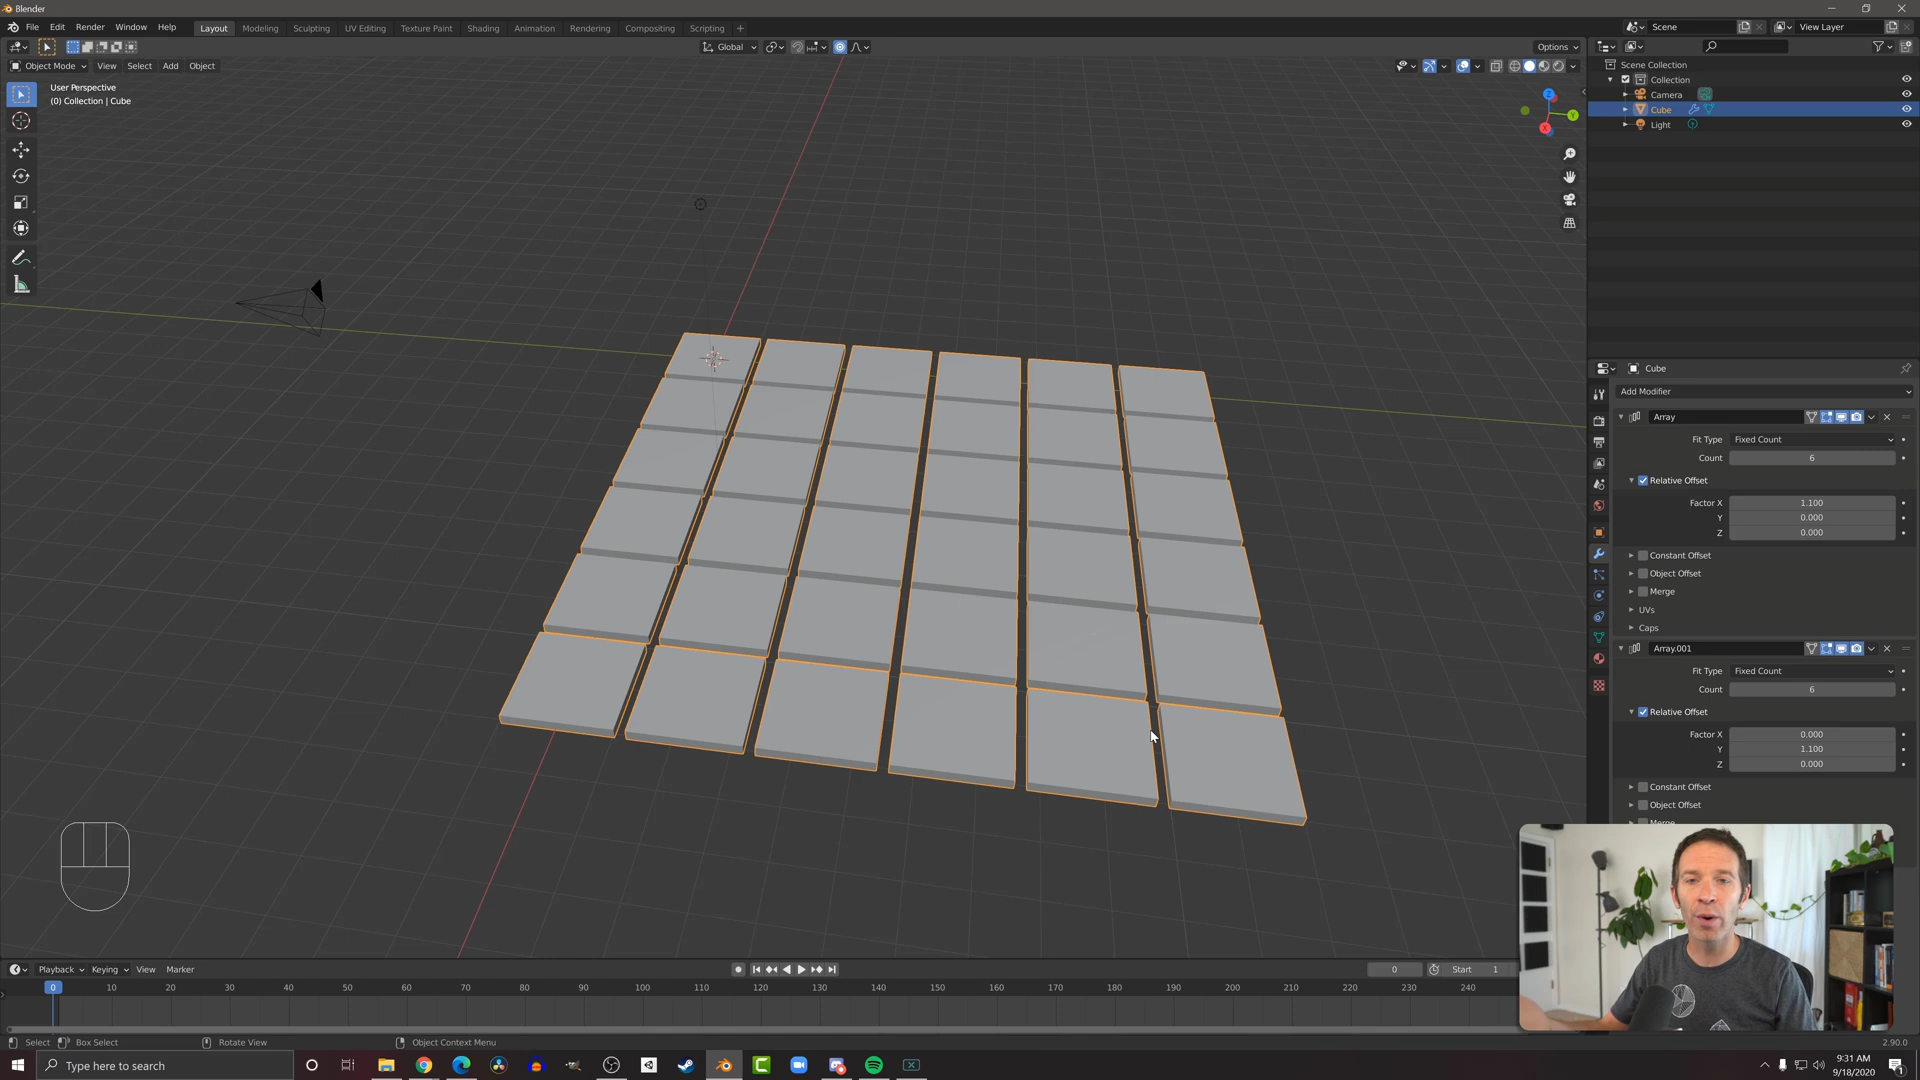 Blender
File Edit Render Window Help
Layout Modeling Sculpting UV Editing Texture Paint Shading Animation Rendering Compositing Scripting +
Scene
View Layer
Global
Options
Object Mode View Select Add Object
User Perspective
(0) Collection | Cube
Z
Y
X
Scene Collection
Collection
Camera
Cube
Light
Cube
Add Modifier
Array
Fit Type Fixed Count
Count 6
Relative Offset
Factor X 1.100
Y 0.000
Z 0.000
Constant Offset
Object Offset
Merge
UVs
Caps
Array.001
Fit Type Fixed Count
Count 6
Relative Offset
Factor X 0.000
Y 1.100
Z 0.000
Constant Offset
Object Offset
Merge
Playback Keying View Marker
0 Start 1
0 10 20 30 40 50 60 70 80 90 100 110 120 130 140 150 160 170 180 190 200 210 220 230 240
Select Box Select Rotate View Object Context Menu
2.90.0
Type here to search
9:31 AM
9/18/2020
1